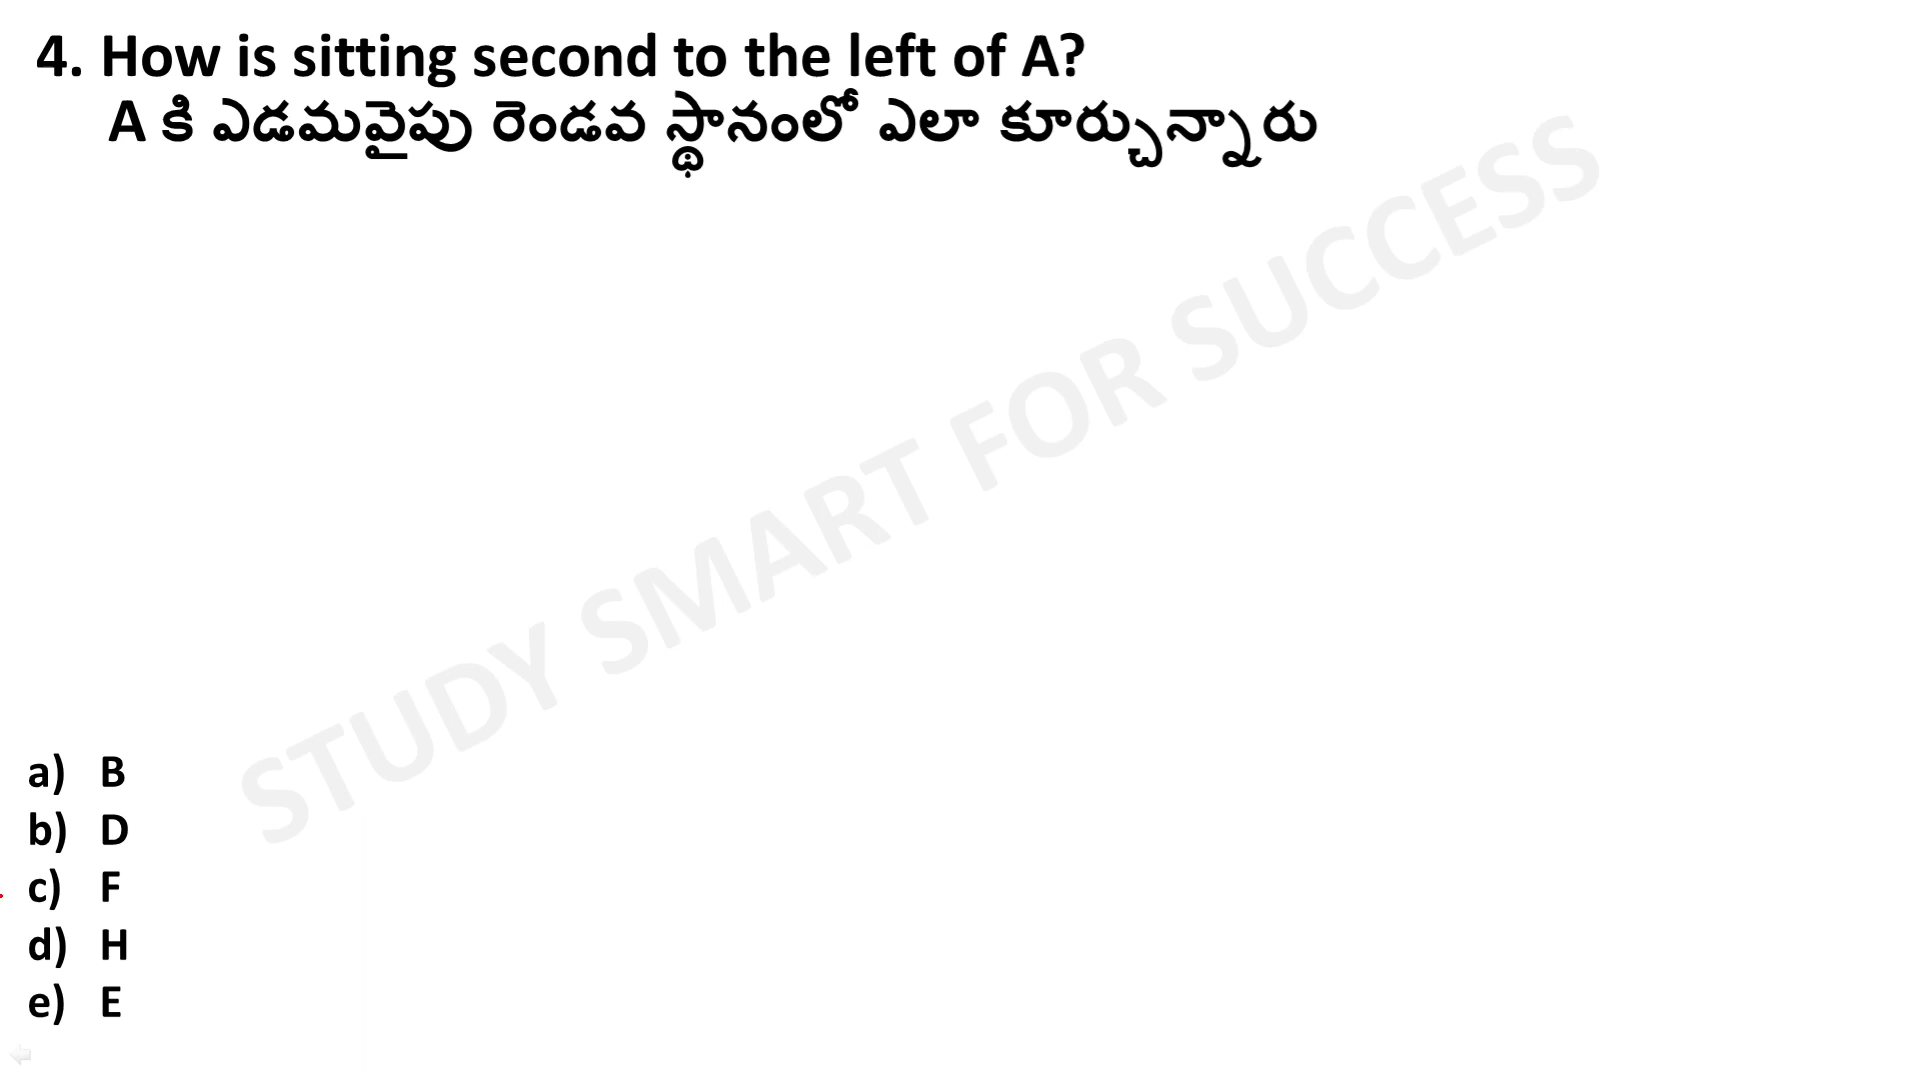 4. How is sitting second to the left of A?
A కి ఎడమవైపు రెండవ స్థానంలో ఎలా కూర్చున్నారు
STUDY SMART FOR SUCCESS
a) B
b) D
c) F
d) H
e) E